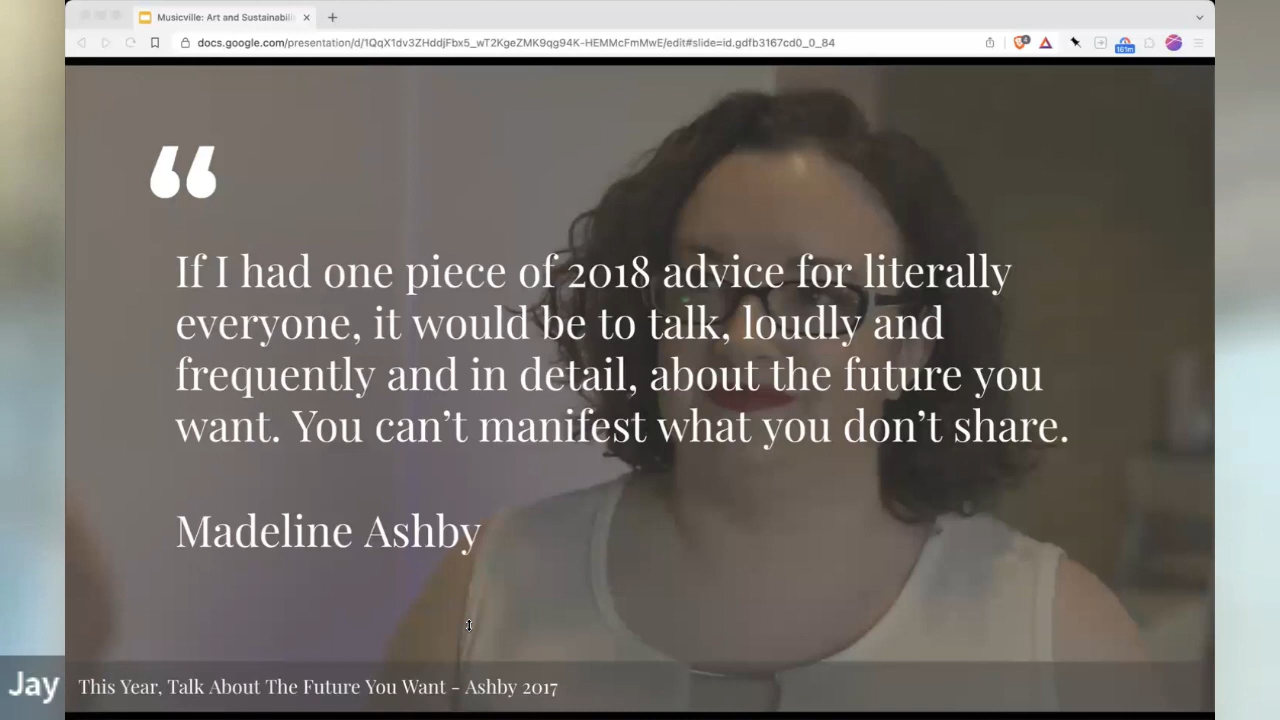 Musicville: Art and Sustainabili
docs.google.com/presentation/d/1QqX1dv3ZHddjFbx5_wT2KgeZMK9qg94K-HEMMcFmMwE/edit#slide=id.gdfb3167cd0_0_84
4
161m
“
If I had one piece of 2018 advice for literally
everyone, it would be to talk, loudly and
frequently and in detail, about the future you
want. You can’t manifest what you don’t share.
Madeline Ashby
Jay
This Year, Talk About The Future You Want - Ashby 2017